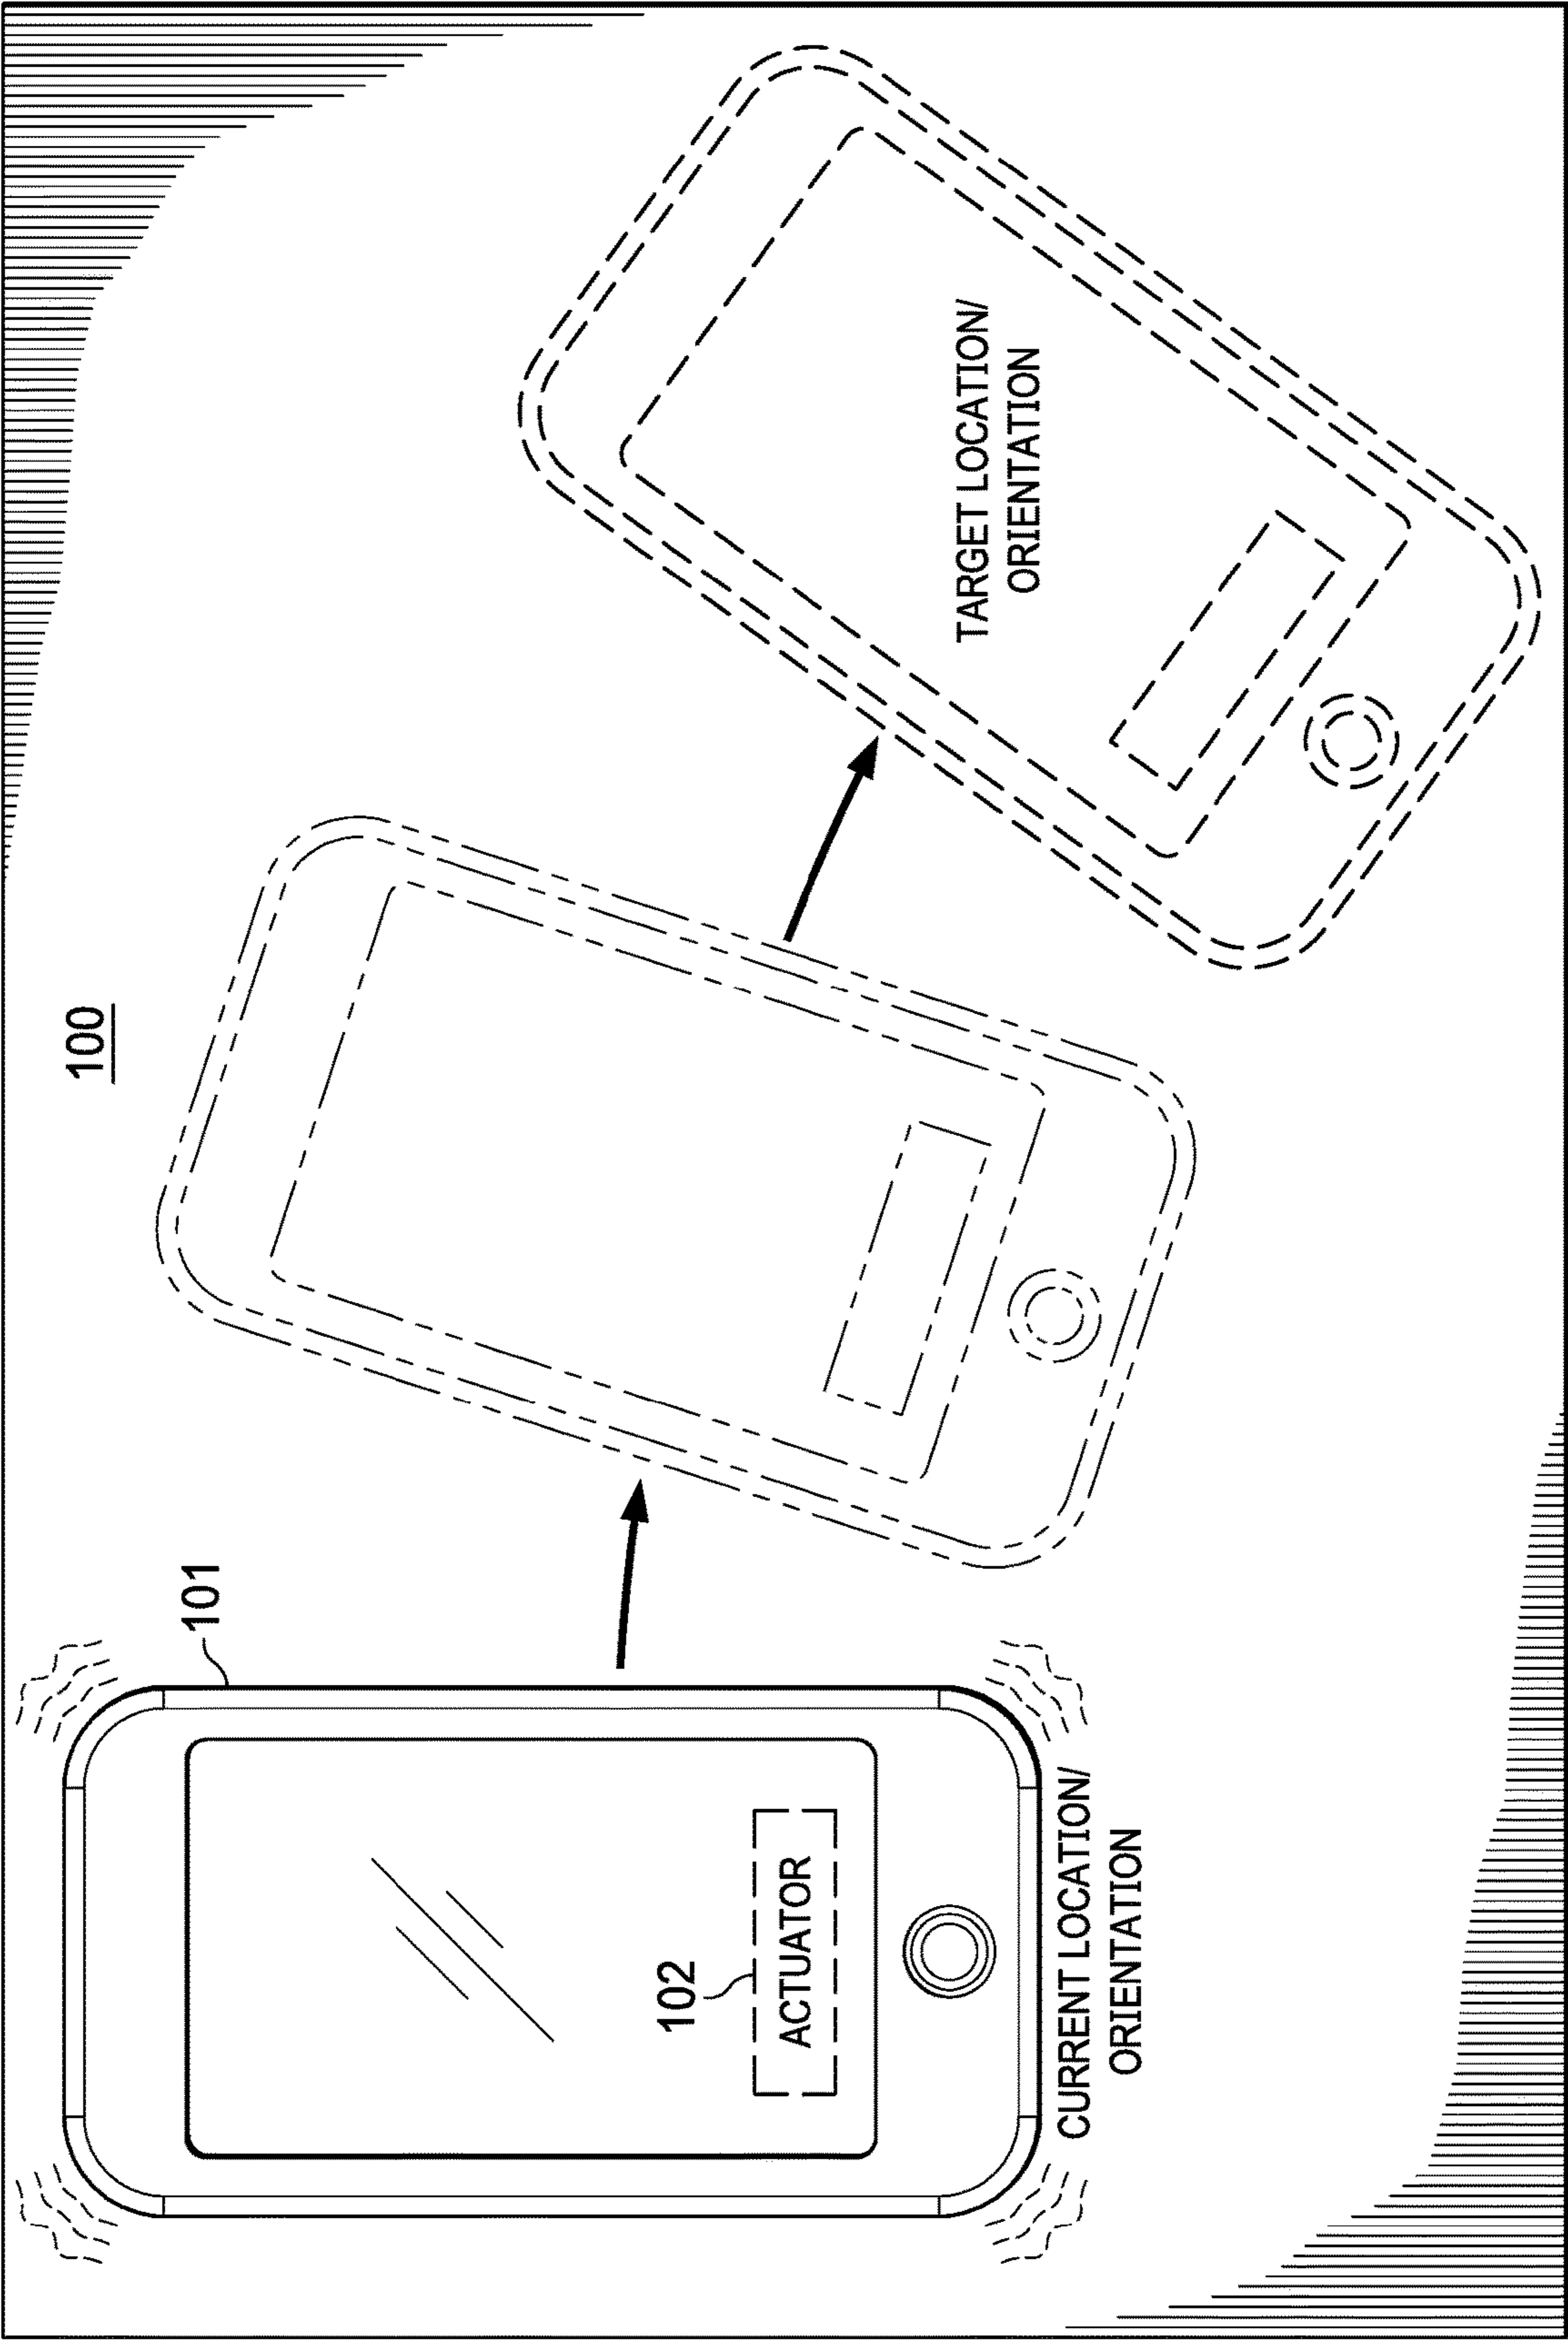 100
101
102
ACTUATOR
CURRENT LOCATION/
ORIENTATION
TARGET LOCATION/
ORIENTATION